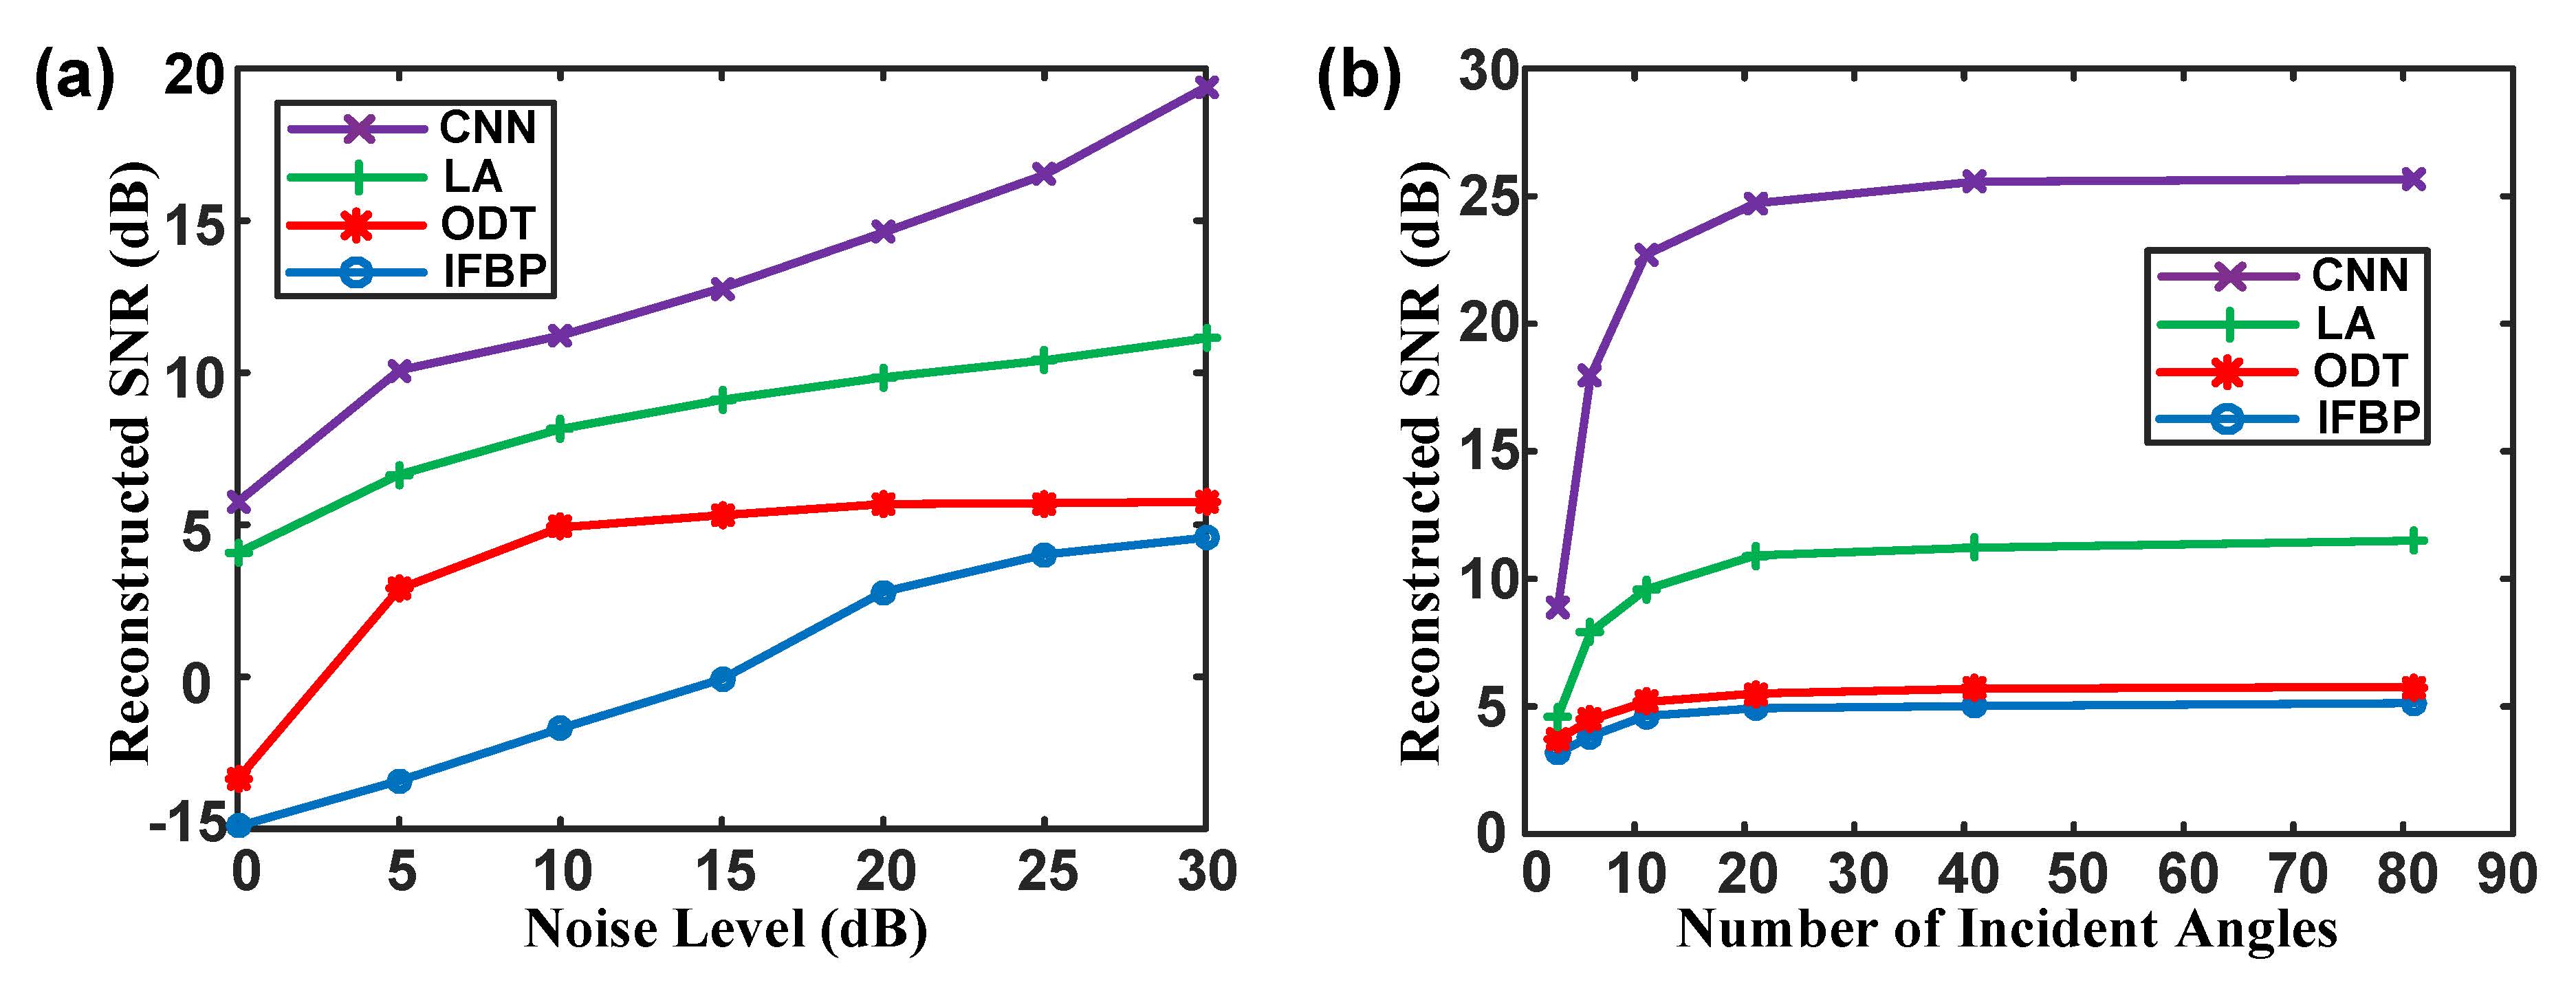 (a)
Reconstructed SNR (dB)
20
15
10
5
0
-15
CNN
LA
ODT
IFBP
0 5 10 15 20 25 30
Noise Level (dB)
(b)
Reconstructed SNR (dB)
30
25
20
15
10
5
0
CNN
LA
ODT
IFBP
0 10 20 30 40 50 60 70 80 90
Number of Incident Angles